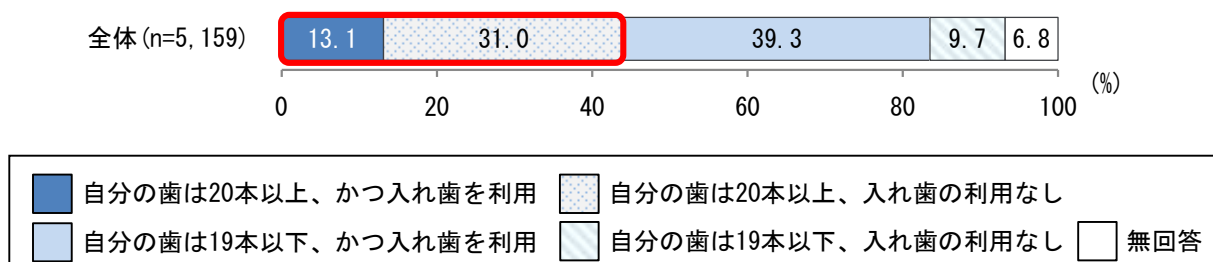 全体(n=5,159) 13.1 31.0 39.3 9.7 6.8
(%)
0 20 40 60 80 100
自分の歯は20本以上、かつ入れ歯を利用 自分の歯は20本以上、入れ歯の利用なし
自分の歯は19本以下、かつ入れ歯を利用 自分の歯は19本以下、入れ歯の利用なし 無回答